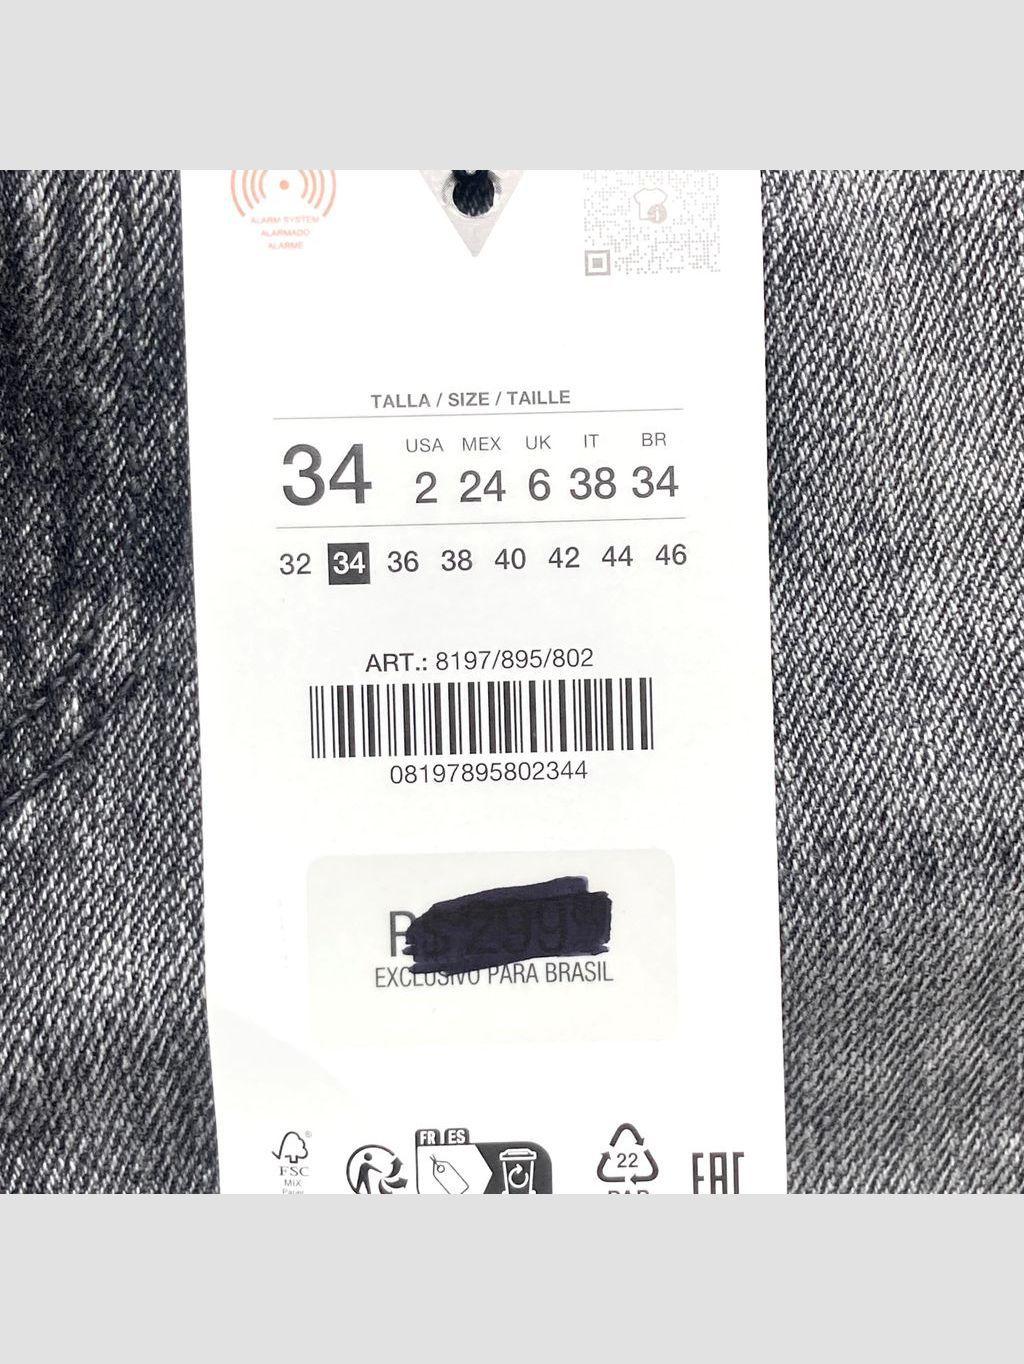 ALARM SYSTEM
ALARMADO
ALARME
TALLA / SIZE / TAILLE
34
USA MEX UK IT BR
2 24 6 38 34
32 34 36 38 40 42 44 46
ART.: 8197/895/802
08197895802344
R$ 299
EXCLUSIVO PARA BRASIL
FSC
MIX
FR ES
22
PAP
EAC